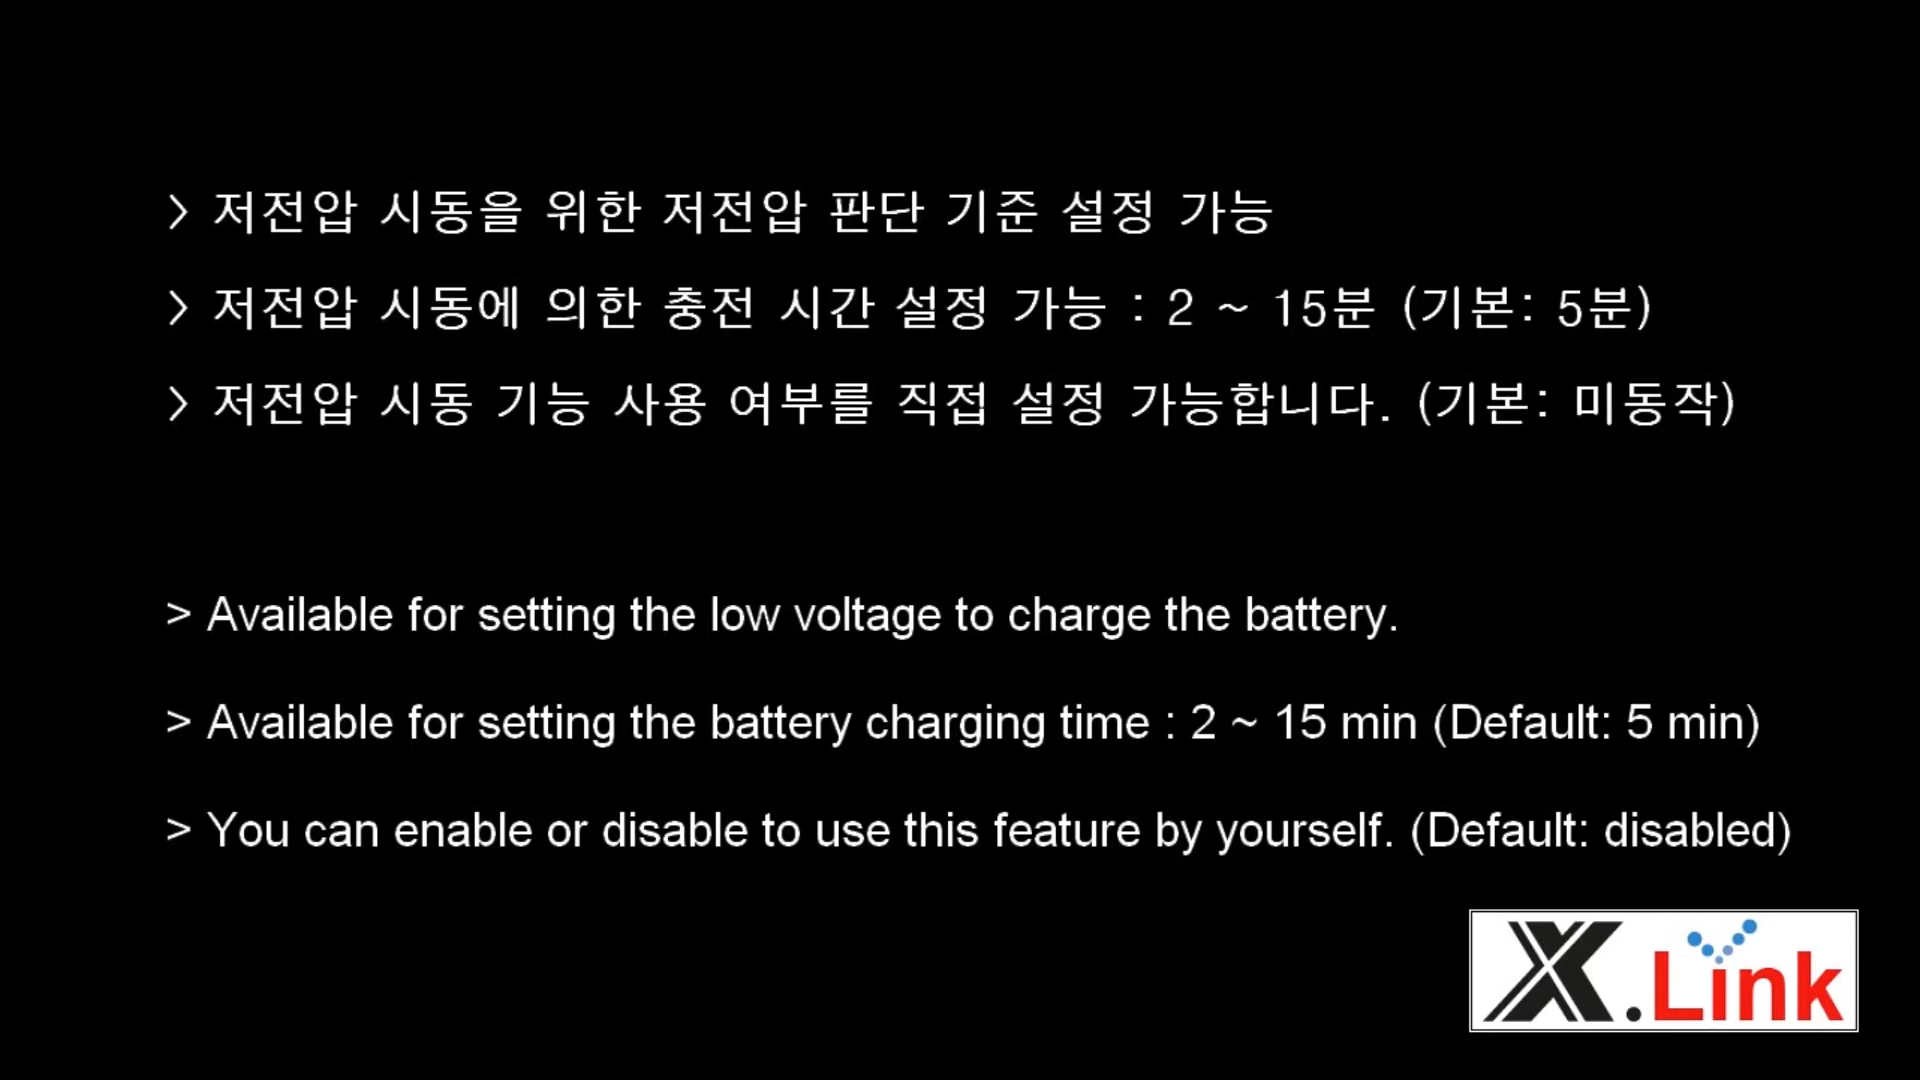 > 저전압 시동을 위한 저전압 판단 기준 설정 가능
> 저전압 시동에 의한 충전 시간 설정 가능 : 2 ~ 15분 (기본: 5분)
> 저전압 시동 기능 사용 여부를 직접 설정 가능합니다. (기본: 미동작)
> Available for setting the low voltage to charge the battery.
> Available for setting the battery charging time : 2 ~ 15 min (Default: 5 min)
> You can enable or disable to use this feature by yourself. (Default: disabled)
X.Link